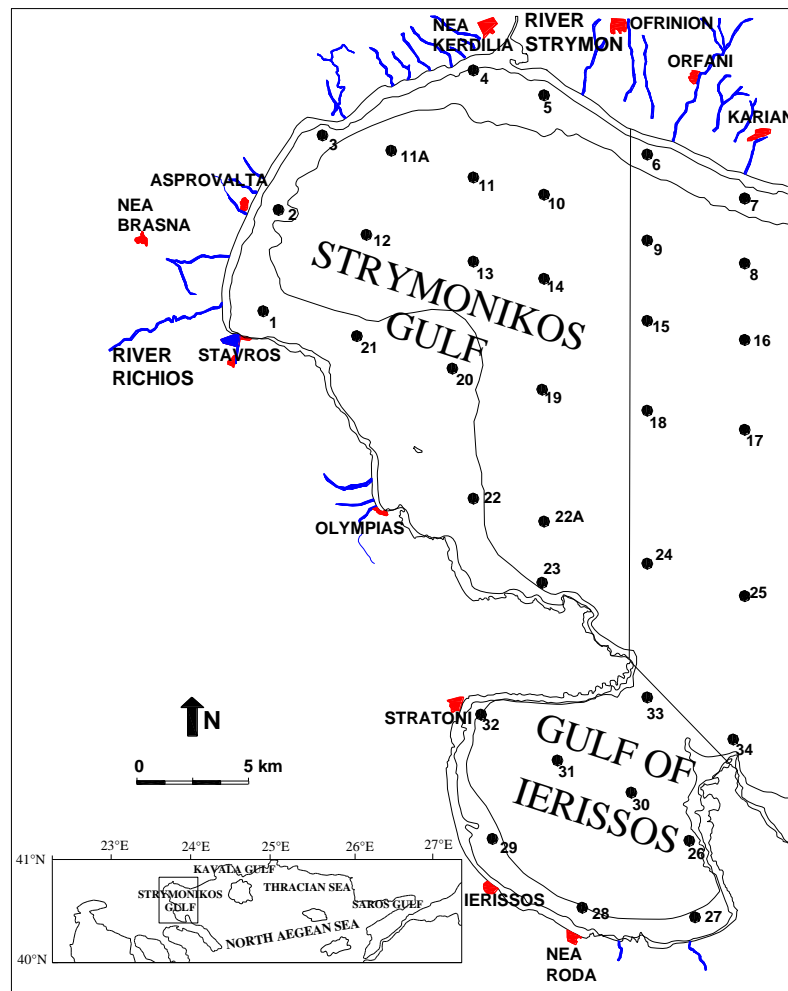 NEA
KERDILIA
RIVER
STRYMON
OFRINION
ORFANI
KARIAN
4
5
3
11A
6
11
10
7
ASPROVALTA
NEA
BRASNA
2
12
9
13
14
8
STRYMONIKOS
GULF
1
21
15
16
STAVROS
RIVER
RICHIOS
20
19
18
17
22
22A
OLYMPIAS
23
24
25
33
STRATONI
32
34
N
GULF OF
IERISSOS
31
30
0 5 km
29
26
IERISSOS
28
27
NEA
RODA
23°E 24°E 25°E 26°E 27°E
41°N
KAVALA GULF
THRACIAN SEA
STRYMONIKOS
GULF
SAROS GULF
NORTH AEGEAN SEA
40°N